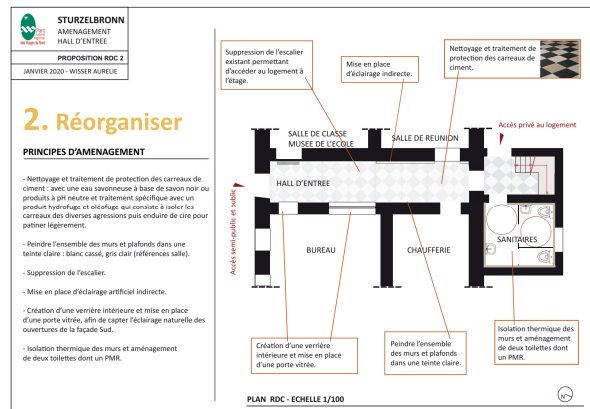 STURZELBRONN
AMENAGEMENT
HALL D'ENTREE
PROPOSITION RDC 2
JANVIER 2020 - WISSER AURELIE
2. Réorganiser
PRINCIPES D'AMENAGEMENT
- Nettoyage et traitement de protection des carreaux de
ciment : avec une eau savonneuse à base de savon noir ou
produits à pH neutre et traitement spécifique avec un
produit hydrofuge et oléofuge qui consiste à isoler les
carreaux des diverses agressions puis enduire de cire pour
patiner légèrement.
- Peindre l'ensemble des murs et plafonds dans une
teinte claire : blanc cassé, gris clair (références salle).
- Suppression de l'escalier.
- Mise en place d'éclairage artificiel indirecte.
- Création d'une verrière intérieure et mise en place
d'une porte vitrée, afin de capter l'éclairage naturelle des
ouvertures de la façade Sud.
- Isolation thermique des murs et aménagement
de deux toilettes dont un PMR.
Suppression de l'escalier
existant permettant
d'accéder au logement à
l'étage.
Mise en place
d'éclairage indirecte.
Nettoyage et traitement de
protection des carreaux de
ciment.
Accès privé au logement
SALLE DE CLASSE
MUSEE DE L'ECOLE
SALLE DE REUNION
HALL D'ENTREE
Accès semi-public et public
BUREAU
CHAUFFERIE
SANITAIRES
Création d'une verrière
intérieure et mise en place
d'une porte vitrée.
Peindre l'ensemble
des murs et plafonds
dans une teinte claire.
Isolation thermique des
murs et aménagement
de deux toilettes dont
un PMR.
PLAN RDC - ECHELLE 1/100
N